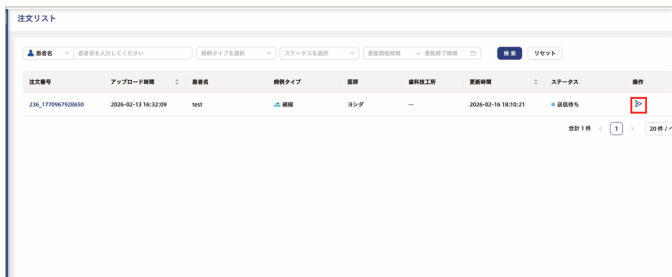 注文リスト
患者名 患者名を入力してください 病例タイプを選択 ステータスを選択 更新開始時間 → 更新終了時間 検索 リセット
注文番号 アップロード時間 患者名 病例タイプ 医師 歯科技工所 更新時間 ステータス 操作
236_1770967928650 2026-02-13 16:32:09 test 補綴 ヨシダ -- 2026-02-16 18:10:21 送信待ち
合計 1 件 < 1 > 20 件 /